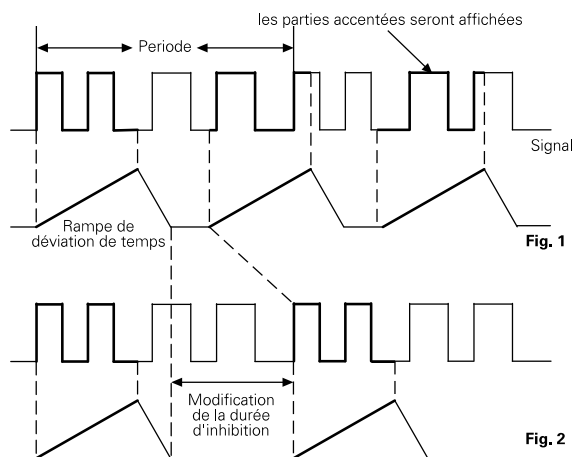 les parties accentées seront affichées
Periode
Signal
Rampe de
déviation de temps
Fig. 1
Modification
de la durée
d'inhibition
Fig. 2